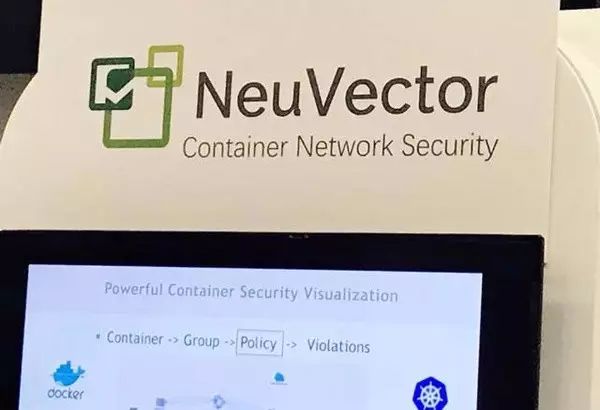 NeuVector
Container Network Security
Powerful Container Security Visualization
• Container -> Group -> Policy -> Violations
docker